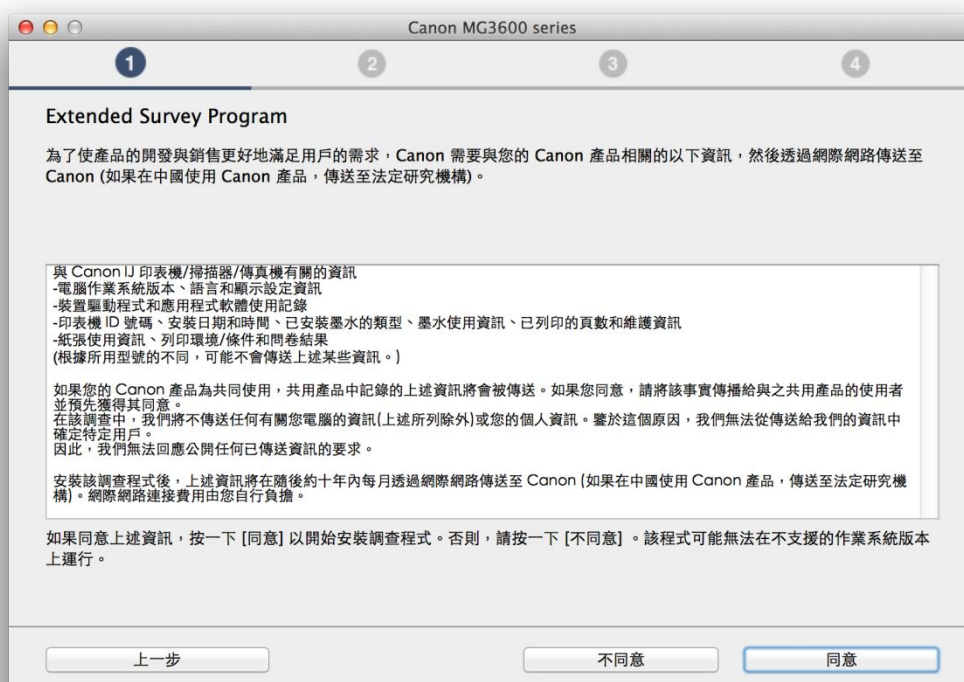 Canon MG3600 series
1 2 3 4
Extended Survey Program
為了使產品的開發與銷售更好地滿足用戶的需求，Canon 需要與您的 Canon 產品相關的以下資訊，然後透過網際網路傳送至
Canon (如果在中國使用 Canon 產品，傳送至法定研究機構)。
與 Canon IJ 印表機/掃描器/傳真機有關的資訊
-電腦作業系統版本、語言和顯示設定資訊
-裝置驅動程式和應用程式軟體使用記錄
-印表機 ID 號碼、安裝日期和時間、已安裝墨水的類型、墨水使用資訊、已列印的頁數和維護資訊
-紙張使用資訊、列印環境/條件和問卷結果
(根據所用型號的不同，可能不會傳送上述某些資訊。)
如果您的 Canon 產品為共同使用，共用產品中記錄的上述資訊將會被傳送。如果您同意，請將該事實傳播給與之共用產品的使用者
並預先獲得其同意。
在該調查中，我們將不傳送任何有關您電腦的資訊(上述所列除外)或您的個人資訊。鑒於這個原因，我們無法從傳送給我們的資訊中
確定特定用戶。
因此，我們無法回應公開任何已傳送資訊的要求。
安裝該調查程式後，上述資訊將在隨後約十年內每月透過網際網路傳送至 Canon (如果在中國使用 Canon 產品，傳送至法定研究機
構)。網際網路連接費用由您自行負擔。
如果同意上述資訊，按一下 [同意] 以開始安裝調查程式。否則，請按一下 [不同意] 。該程式可能無法在不支援的作業系統版本
上運行。
上一步 不同意 同意